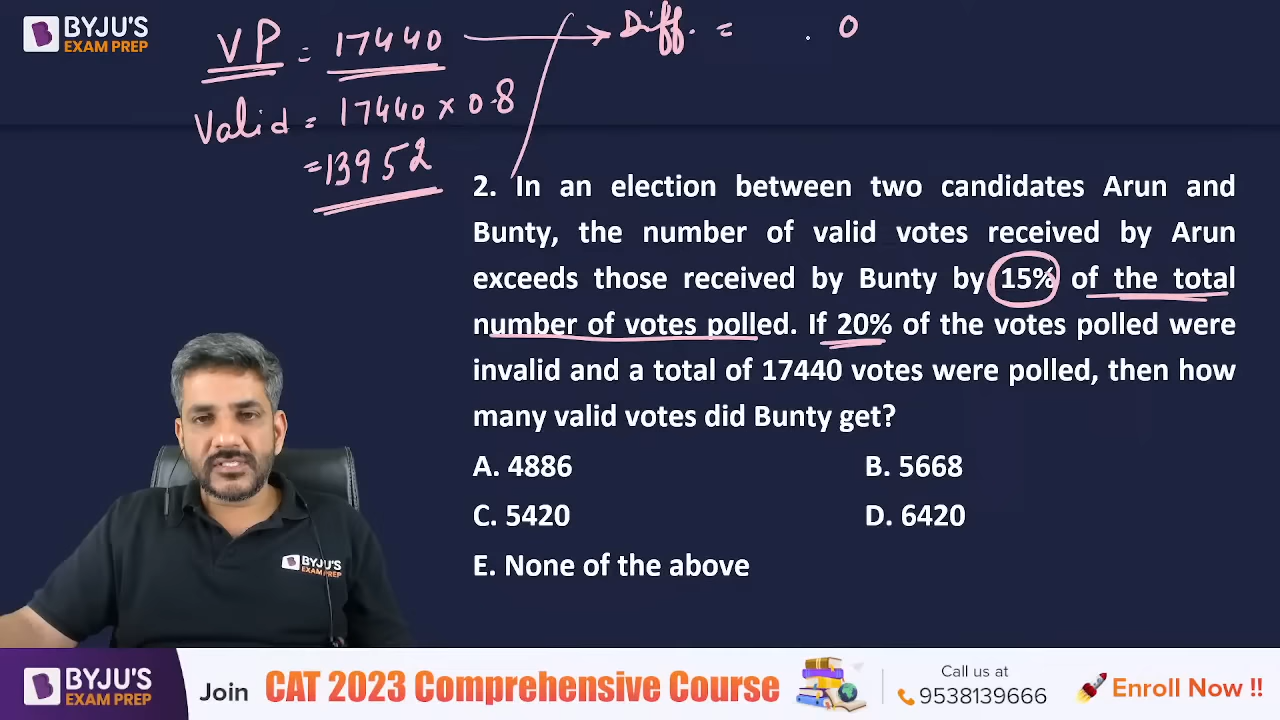 BYJU'S
EXAM PREP
VP = 17440 → Diff. = . 0
Valid = 17440 × 0.8
= 13952
2. In an election between two candidates Arun and
Bunty, the number of valid votes received by Arun
exceeds those received by Bunty by 15% of the total
number of votes polled. If 20% of the votes polled were
invalid and a total of 17440 votes were polled, then how
many valid votes did Bunty get?
A. 4886
B. 5668
C. 5420
D. 6420
E. None of the above
BYJU'S
EXAM PREP
BYJU'S
EXAM PREP
Join CAT 2023 Comprehensive Course
Call us at
9538139666
Enroll Now !!